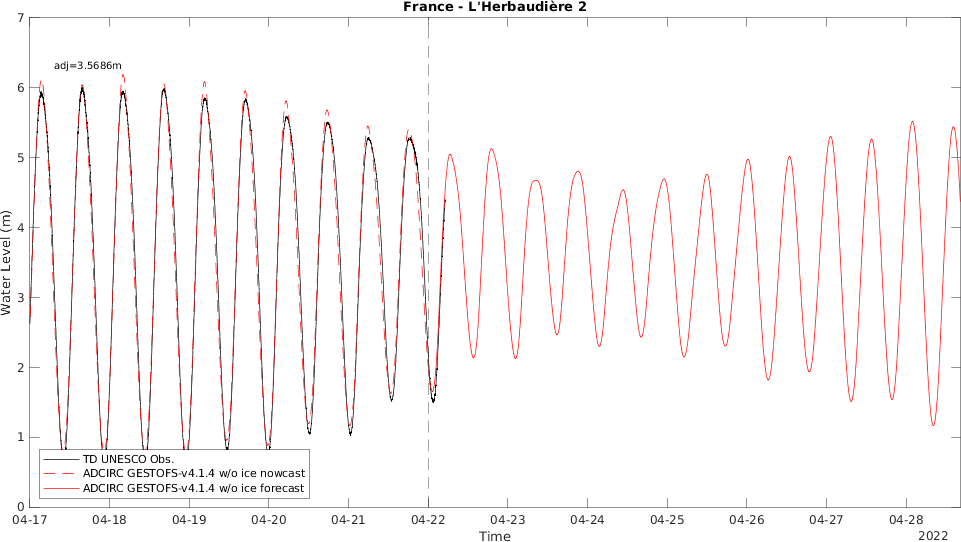 France - L'Herbaudière 2
7
adj=3.5686m
6
5
4
3
2
1
0
Water Level (m)
TD UNESCO Obs.
ADCIRC GESTOFS-v4.1.4 w/o ice nowcast
ADCIRC GESTOFS-v4.1.4 w/o ice forecast
04-17 04-18 04-19 04-20 04-21 04-22 04-23 04-24 04-25 04-26 04-27 04-28
Time
2022